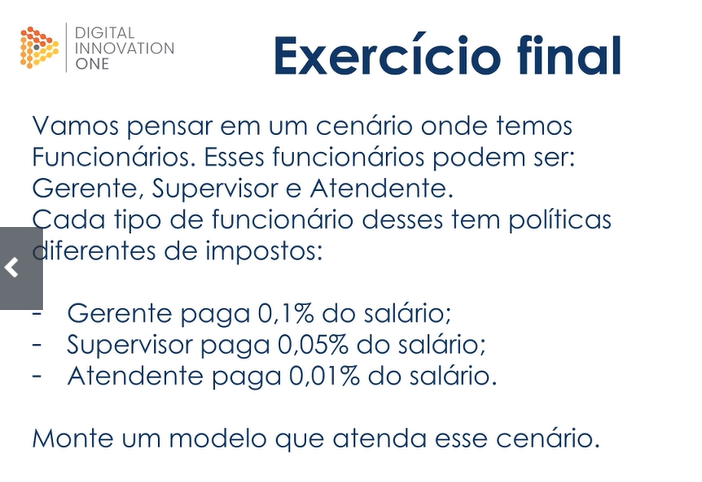 DIGITAL
INNOVATION
ONE
Exercício final
Vamos pensar em um cenário onde temos
Funcionários. Esses funcionários podem ser:
Gerente, Supervisor e Atendente.
Cada tipo de funcionário desses tem políticas
diferentes de impostos:
- Gerente paga 0,1% do salário;
- Supervisor paga 0,05% do salário;
- Atendente paga 0,01% do salário.
Monte um modelo que atenda esse cenário.